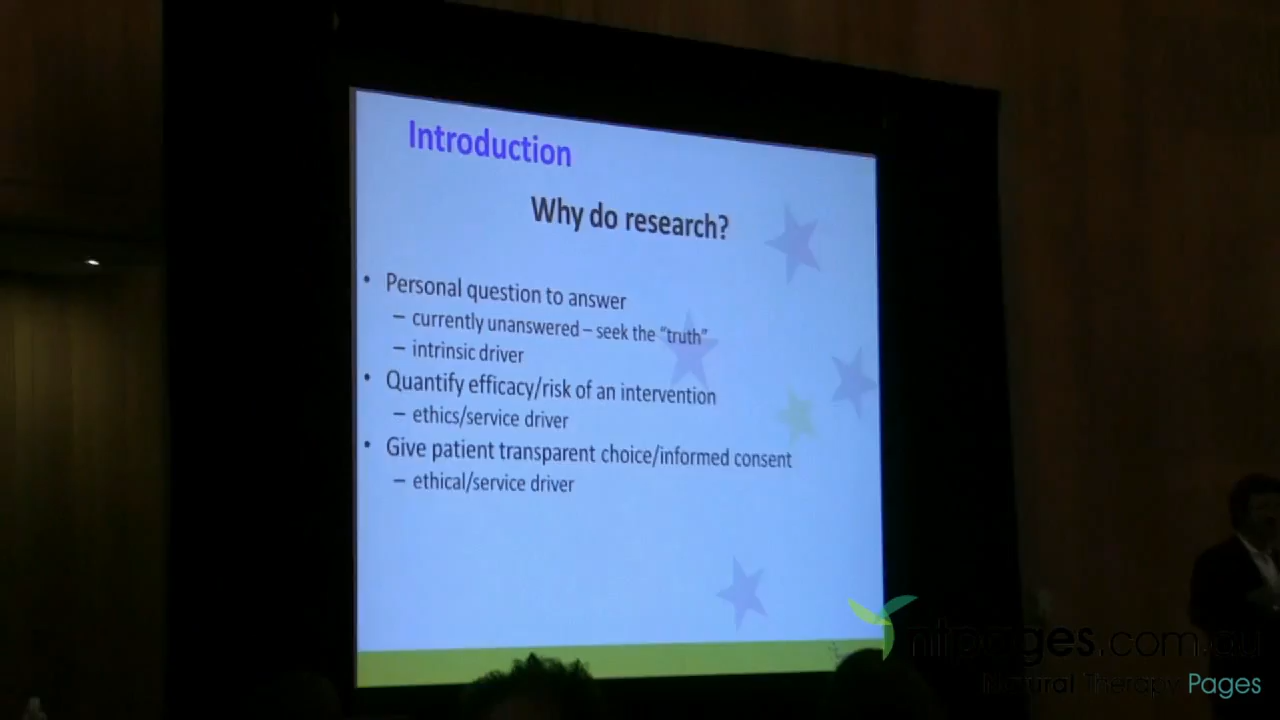 Introduction
Why do research?
• Personal question to answer
– currently unanswered – seek the “truth”
– intrinsic driver
• Quantify efficacy/risk of an intervention
– ethics/service driver
• Give patient transparent choice/informed consent
– ethical/service driver
ntpages.com.au
Natural Therapy Pages